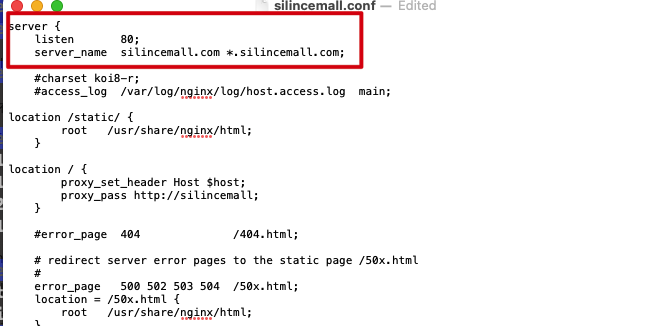 silincemall.conf — Edited
server {
listen 80;
server_name silincemall.com *.silincemall.com;
#charset koi8-r;
#access_log /var/log/nginx/log/host.access.log main;
location /static/ {
root /usr/share/nginx/html;
}
location / {
proxy_set_header Host $host;
proxy_pass http://silincemall;
}
#error_page 404 /404.html;
# redirect server error pages to the static page /50x.html
#
error_page 500 502 503 504 /50x.html;
location = /50x.html {
root /usr/share/nginx/html;
}